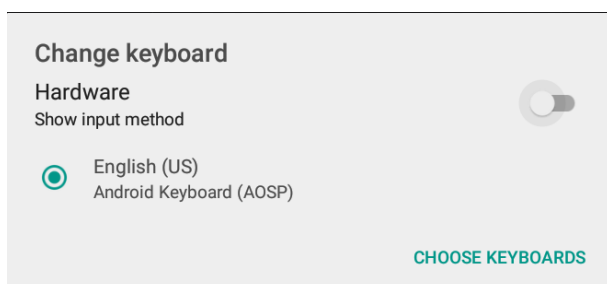 Change keyboard
Hardware
Show input method
English (US)
Android Keyboard (AOSP)
CHOOSE KEYBOARDS